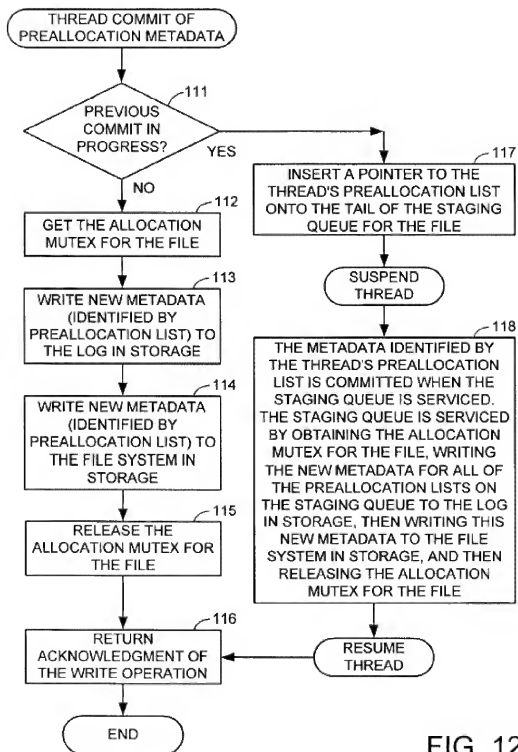 THREAD COMMIT OF
PREALLOCATION METADATA
111
PREVIOUS
COMMIT IN
PROGRESS?
YES
NO
112
GET THE ALLOCATION
MUTEX FOR THE FILE
113
WRITE NEW METADATA
(IDENTIFIED BY
PREALLOCATION LIST) TO
THE LOG IN STORAGE
114
WRITE NEW METADATA
(IDENTIFIED BY
PREALLOCATION LIST) TO
THE FILE SYSTEM IN
STORAGE
115
RELEASE THE
ALLOCATION MUTEX FOR
THE FILE
116
RETURN
ACKNOWLEDGMENT OF
THE WRITE OPERATION
END
117
INSERT A POINTER TO THE
THREAD'S PREALLOCATION LIST
ONTO THE TAIL OF THE STAGING
QUEUE FOR THE FILE
SUSPEND
THREAD
118
THE METADATA IDENTIFIED BY
THE THREAD'S PREALLOCATION
LIST IS COMMITTED WHEN THE
STAGING QUEUE IS SERVICED.
THE STAGING QUEUE IS SERVICED
BY OBTAINING THE ALLOCATION
MUTEX FOR THE FILE, WRITING
THE NEW METADATA FOR ALL OF
THE PREALLOCATION LISTS ON
THE STAGING QUEUE TO THE LOG
IN STORAGE, THEN WRITING THIS
NEW METADATA TO THE FILE
SYSTEM IN STORAGE, AND THEN
RELEASING THE ALLOCATION
MUTEX FOR THE FILE
RESUME
THREAD
FIG. 12